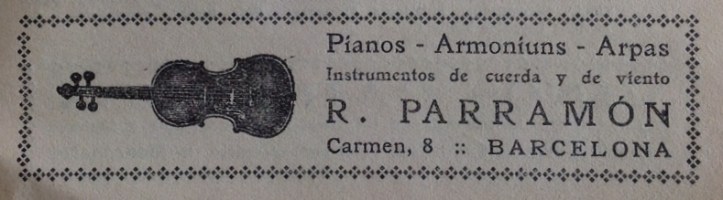 Pianos - Armoniuns - Arpas
Instrumentos de cuerda y de viento
R. PARRAMÓN
Carmen, 8 :: BARCELONA